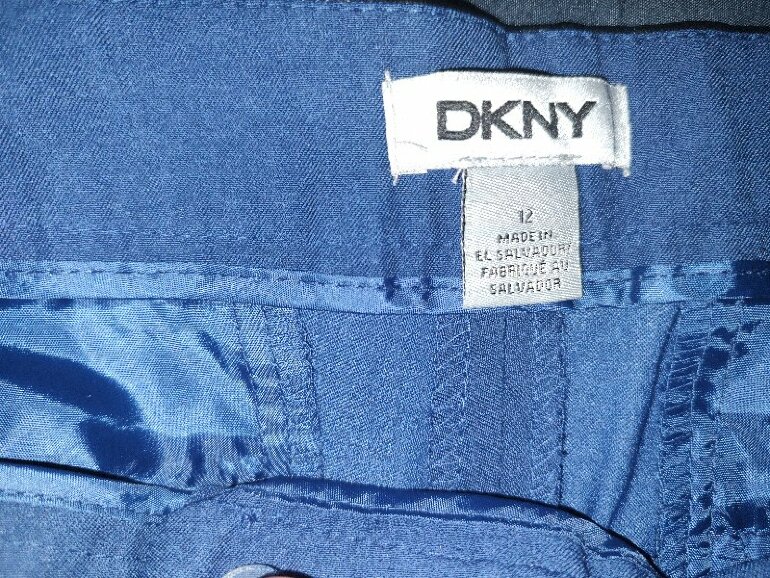 DKNY
12
MADE IN
EL SALVADOR/
FABRIQUÉ AU
SALVADOR